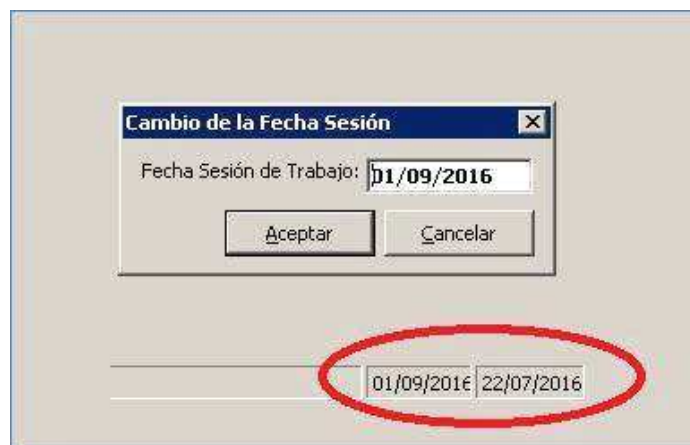 Cambio de la Fecha Sesión
Fecha Sesión de Trabajo: 01/09/2016
Aceptar Cancelar
01/09/2016 22/07/2016